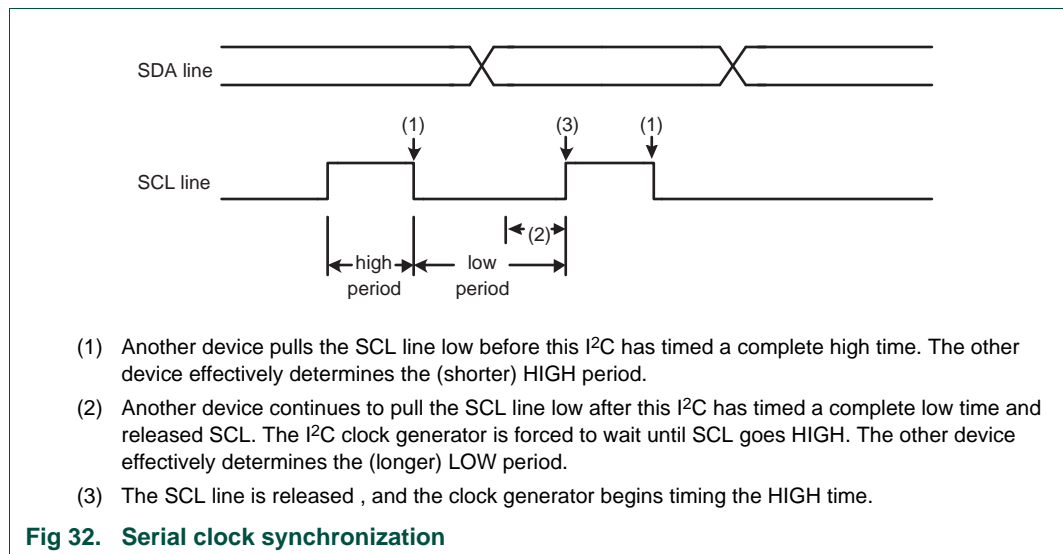 SDA line
(1) (3) (1)
SCL line
(2)
high low
period period
(1) Another device pulls the SCL line low before this I2C has timed a complete high time. The other
device effectively determines the (shorter) HIGH period.
(2) Another device continues to pull the SCL line low after this I2C has timed a complete low time and
released SCL. The I2C clock generator is forced to wait until SCL goes HIGH. The other device
effectively determines the (longer) LOW period.
(3) The SCL line is released , and the clock generator begins timing the HIGH time.
Fig 32. Serial clock synchronization